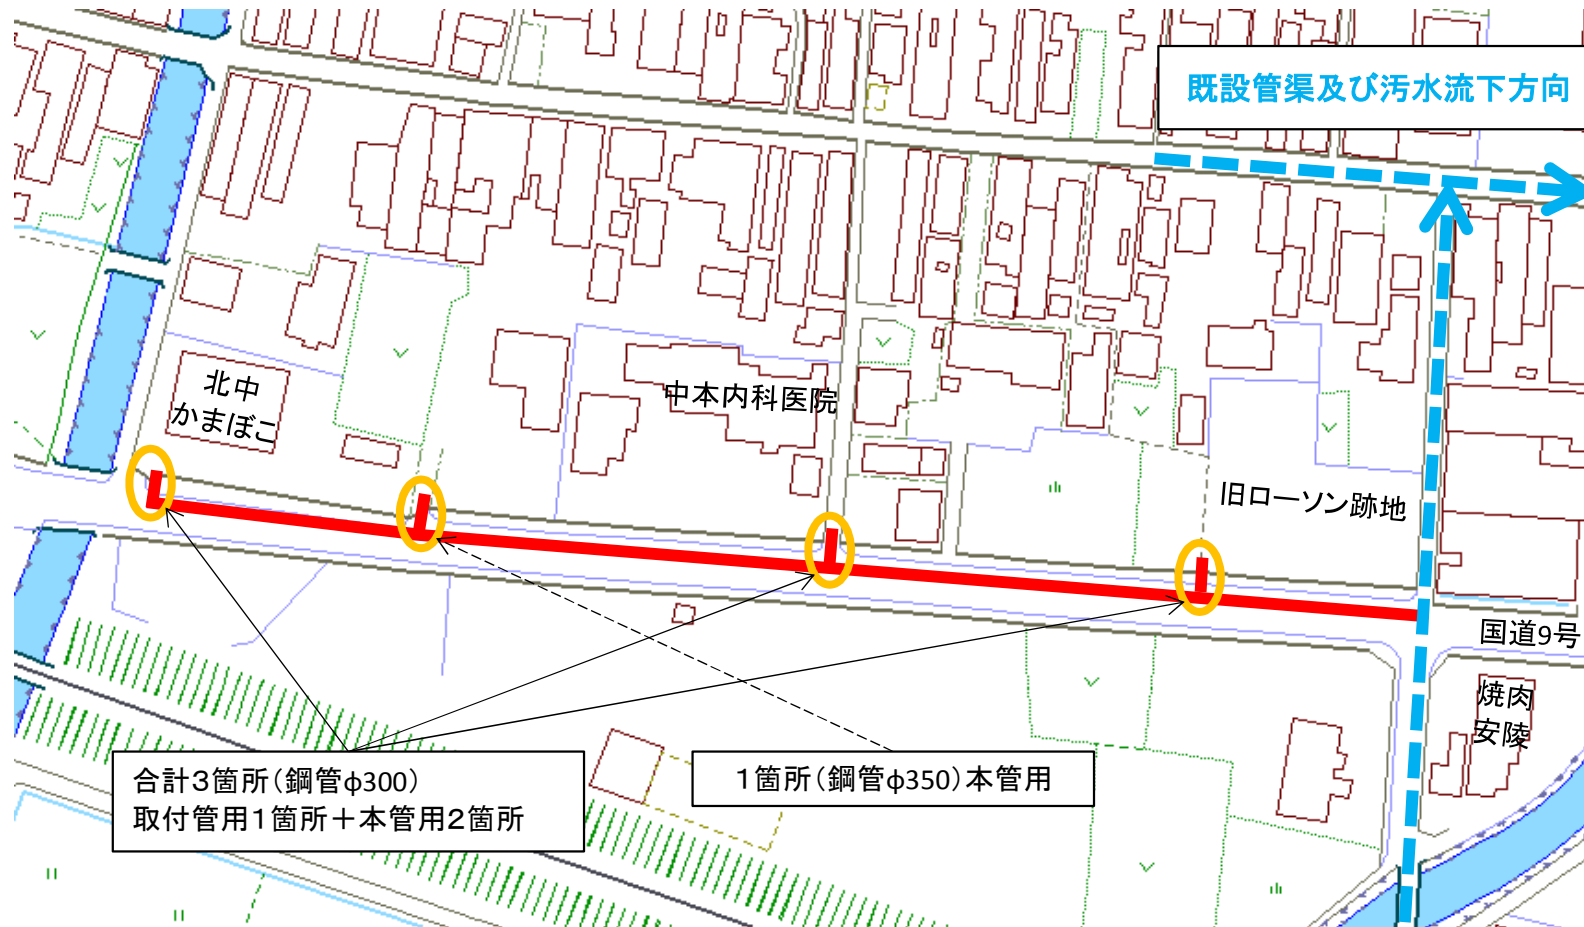 既設管渠及び汚水流下方向
北中
かまぼこ
中本内科医院
旧ローソン跡地
国道9号
焼肉
安陵
合計３箇所（鋼管φ300）
取付管用１箇所＋本管用２箇所
１箇所（鋼管φ350）本管用